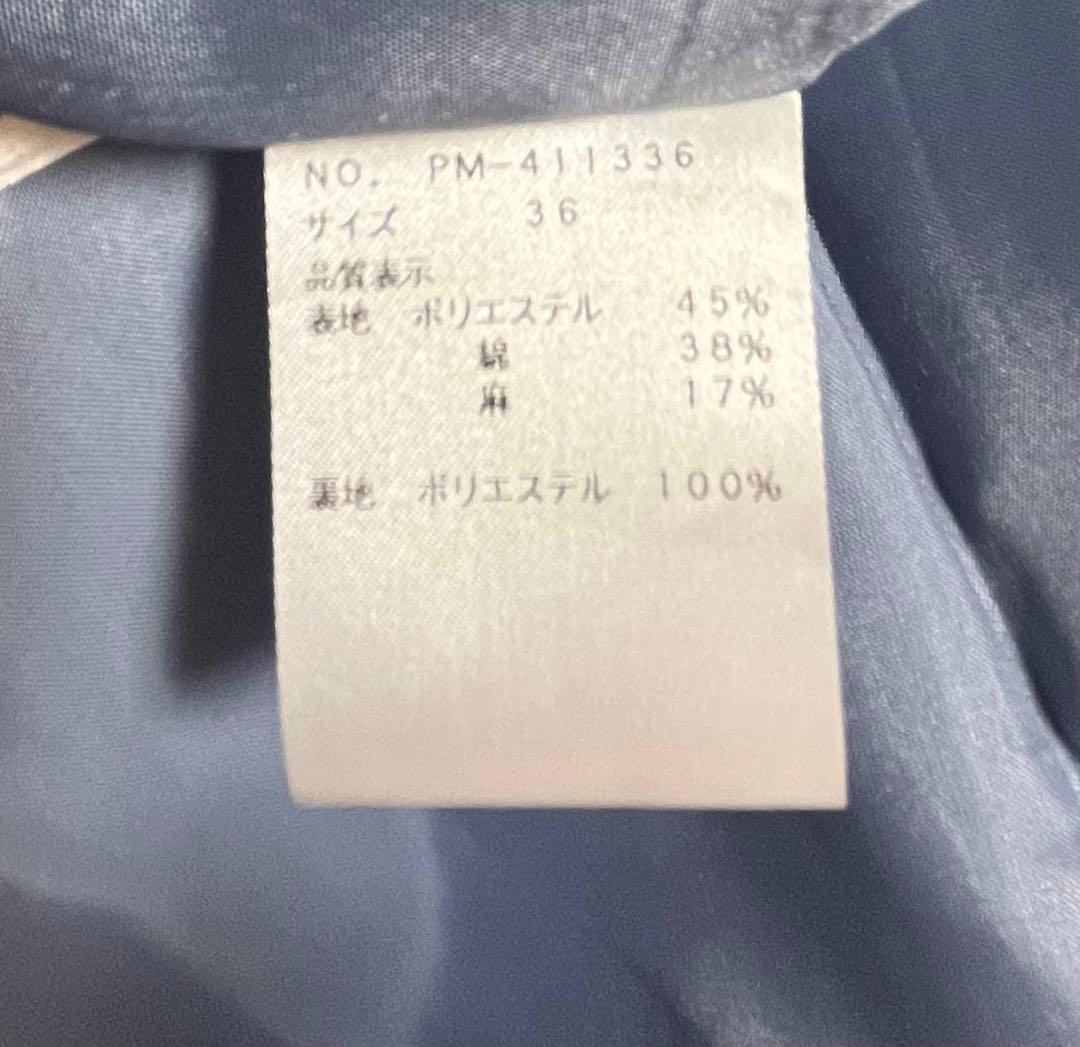 NO. PM-411336
サイズ 36
品質表示
表地 ポリエステル 45%
綿 38%
麻 17%
裏地 ポリエステル 100%